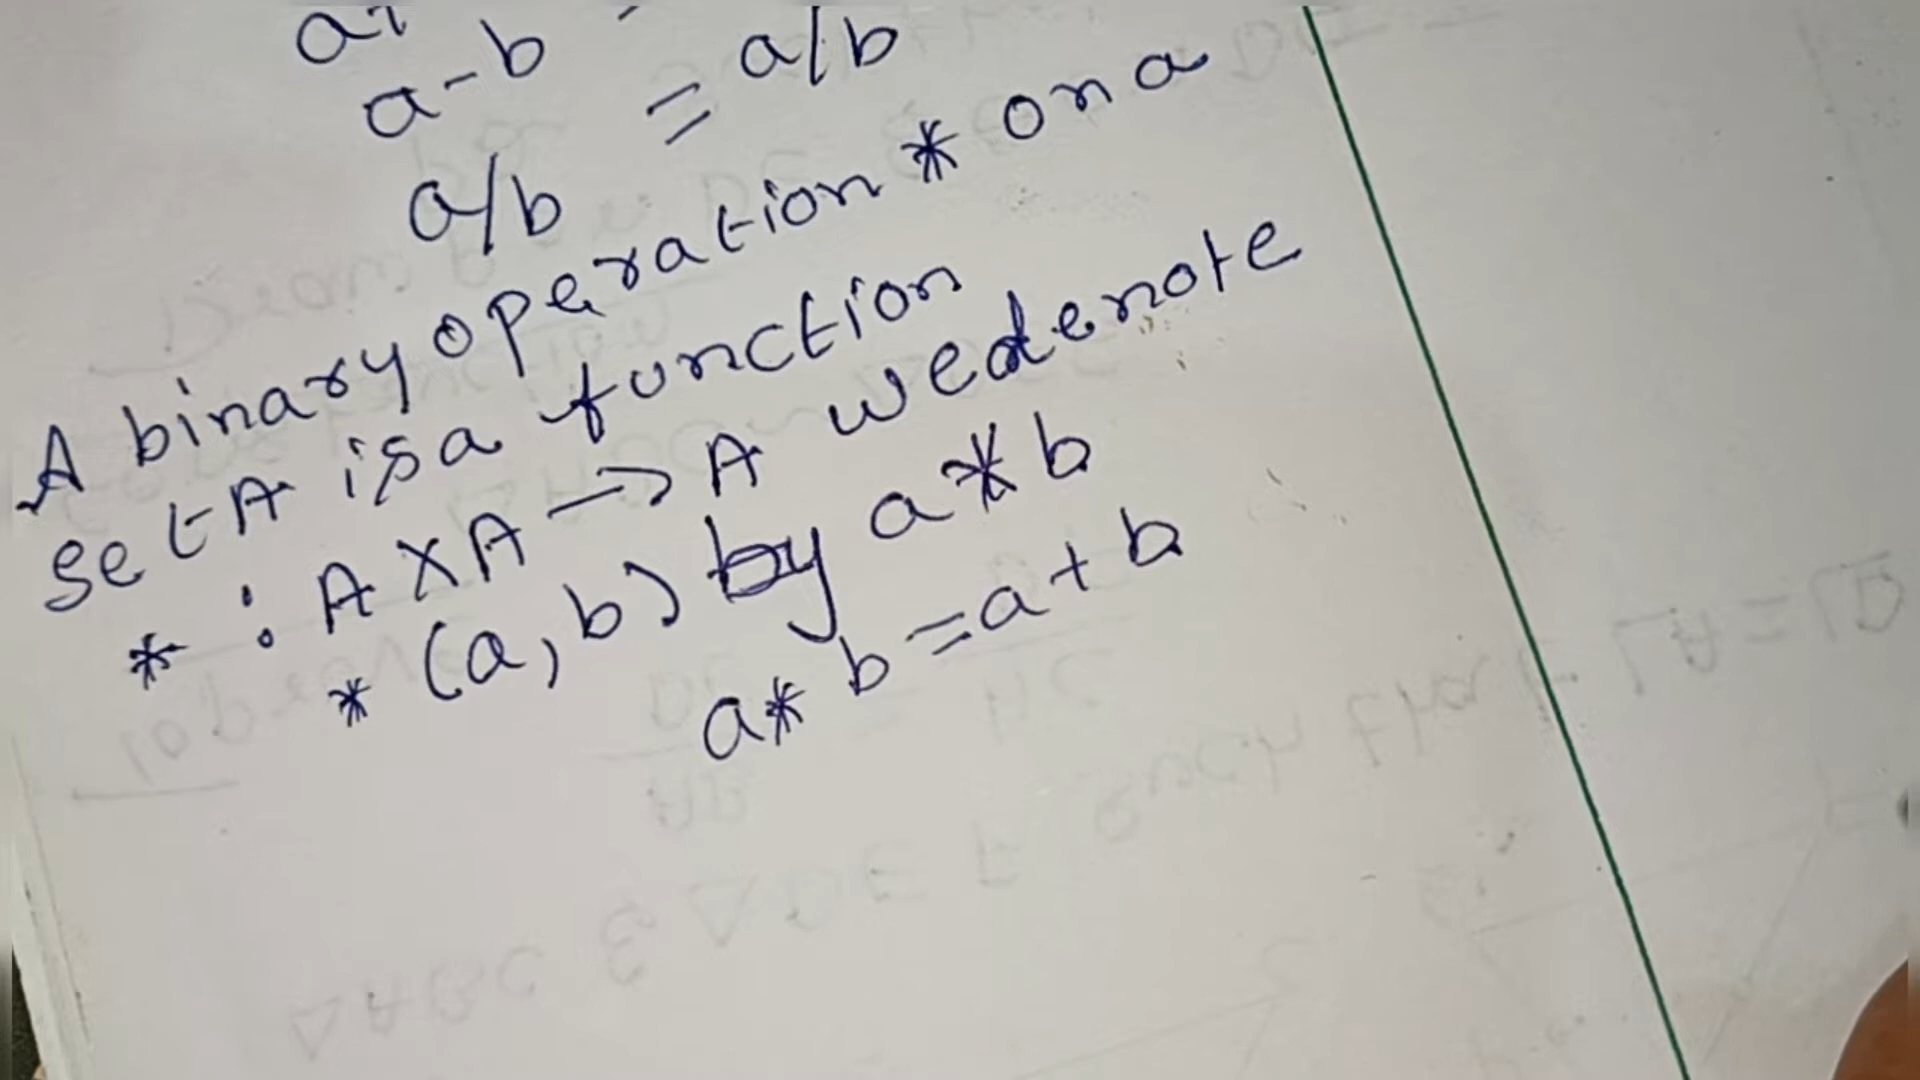 a-b
= a/b
a/b
A binary operation * on a
set A is a function
* : A X A → A we denote
* (a, b) by a * b
a * b = a + b